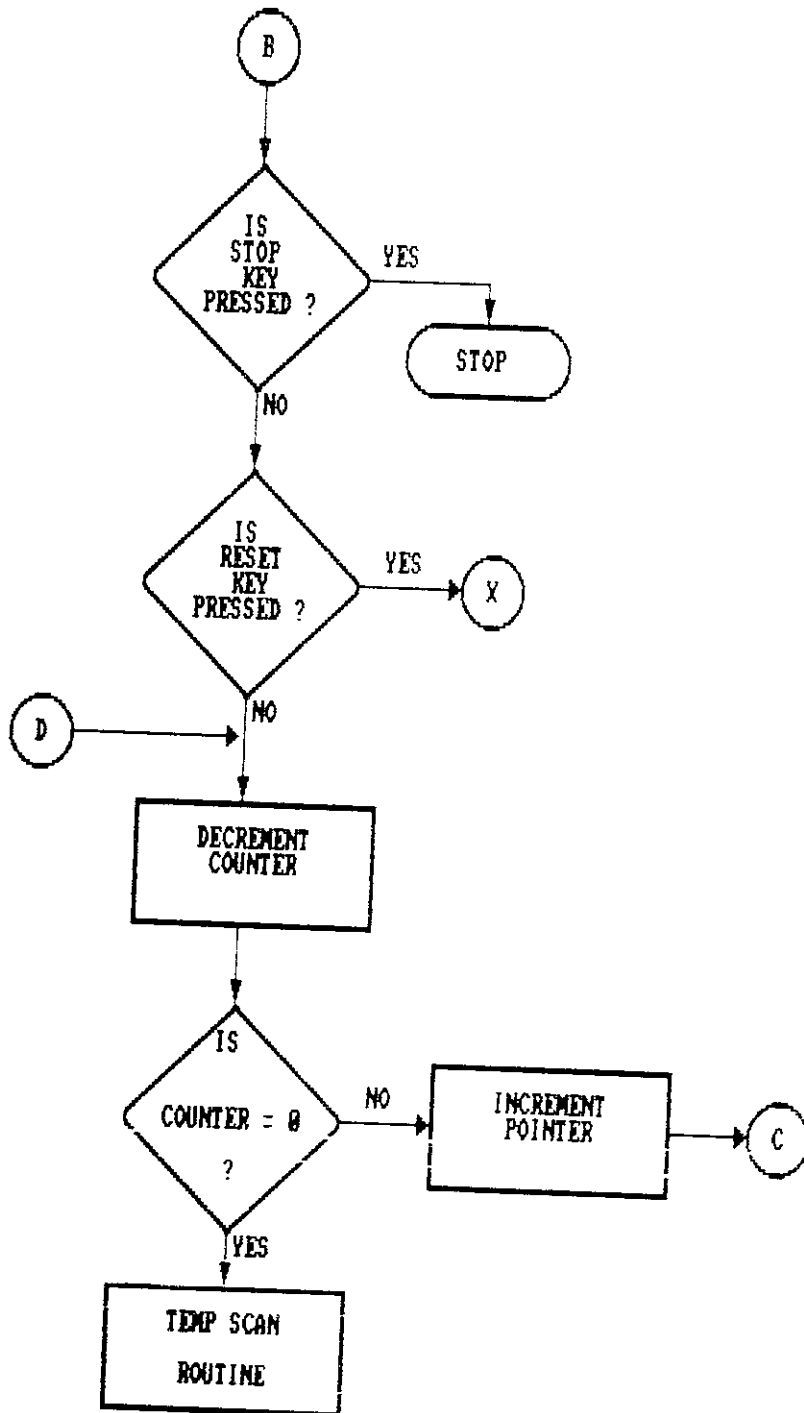 B
IS
STOP
KEY
PRESSED ?
YES
STOP
NO
IS
RESET
KEY
PRESSED ?
YES
X
NO
D
DECREMENT
COUNTER
IS
COUNTER = 0
?
NO
INCREMENT
POINTER
C
YES
TEMP SCAN
ROUTINE